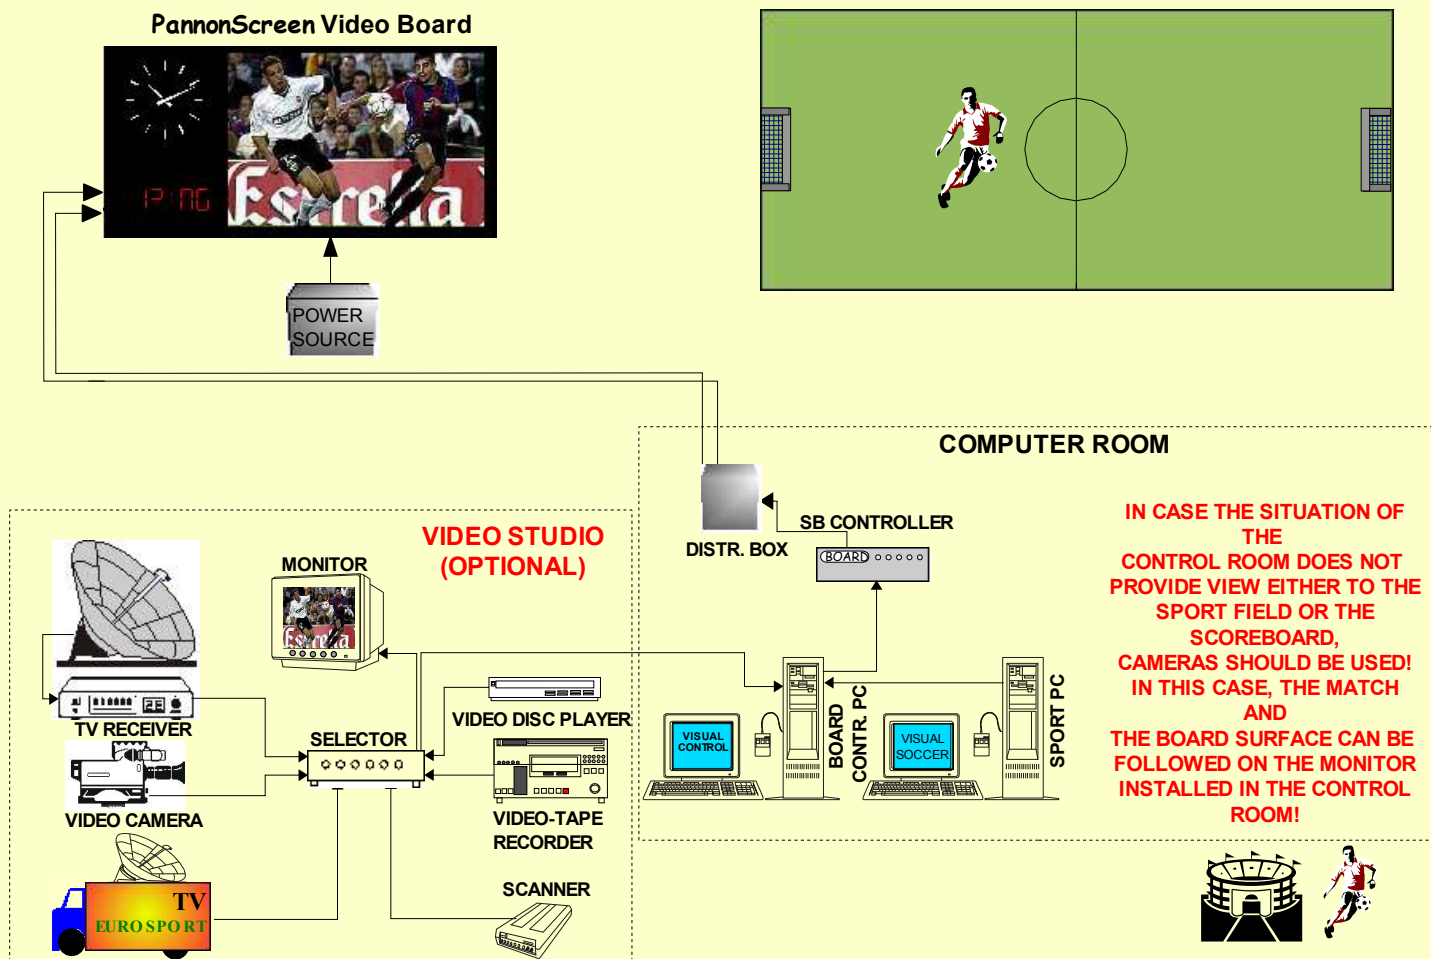 PannonScreen Video Board
Estrella
POWER
SOURCE
COMPUTER ROOM
DISTR. BOX
SB CONTROLLER
BOARD
IN CASE THE SITUATION OF
THE
CONTROL ROOM DOES NOT
PROVIDE VIEW EITHER TO THE
SPORT FIELD OR THE
SCOREBOARD,
CAMERAS SHOULD BE USED!
IN THIS CASE, THE MATCH
AND
THE BOARD SURFACE CAN BE
FOLLOWED ON THE MONITOR
INSTALLED IN THE CONTROL
ROOM!
VISUAL
CONTROL
BOARD
CONTR. PC
VISUAL
SOCCER
SPORT PC
VIDEO STUDIO
(OPTIONAL)
MONITOR
Estrella
TV RECEIVER
VIDEO DISC PLAYER
SELECTOR
VIDEO CAMERA
VIDEO-TAPE
RECORDER
TV
EUROSPORT
SCANNER